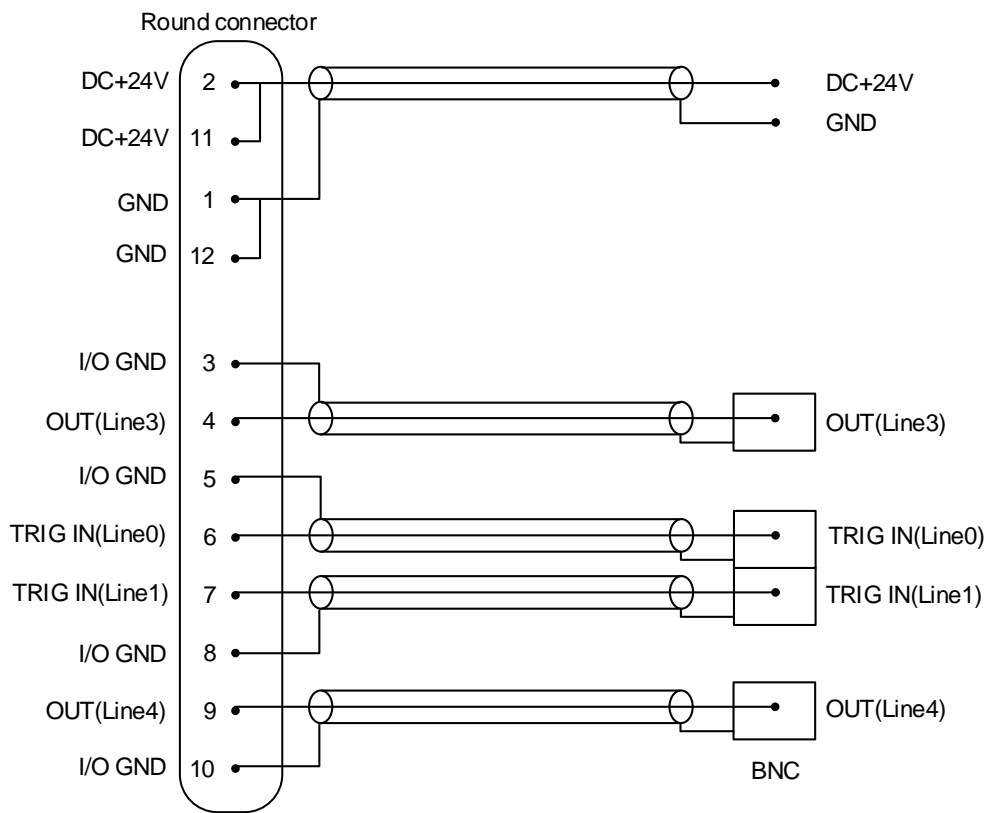 Round connector
DC+24V 2 DC+24V
GND
DC+24V 11
GND 1
GND 12
I/O GND 3
OUT(Line3) 4 OUT(Line3)
I/O GND 5
TRIG IN(Line0) 6 TRIG IN(Line0)
TRIG IN(Line1) 7 TRIG IN(Line1)
I/O GND 8
OUT(Line4) 9 OUT(Line4)
I/O GND 10
BNC